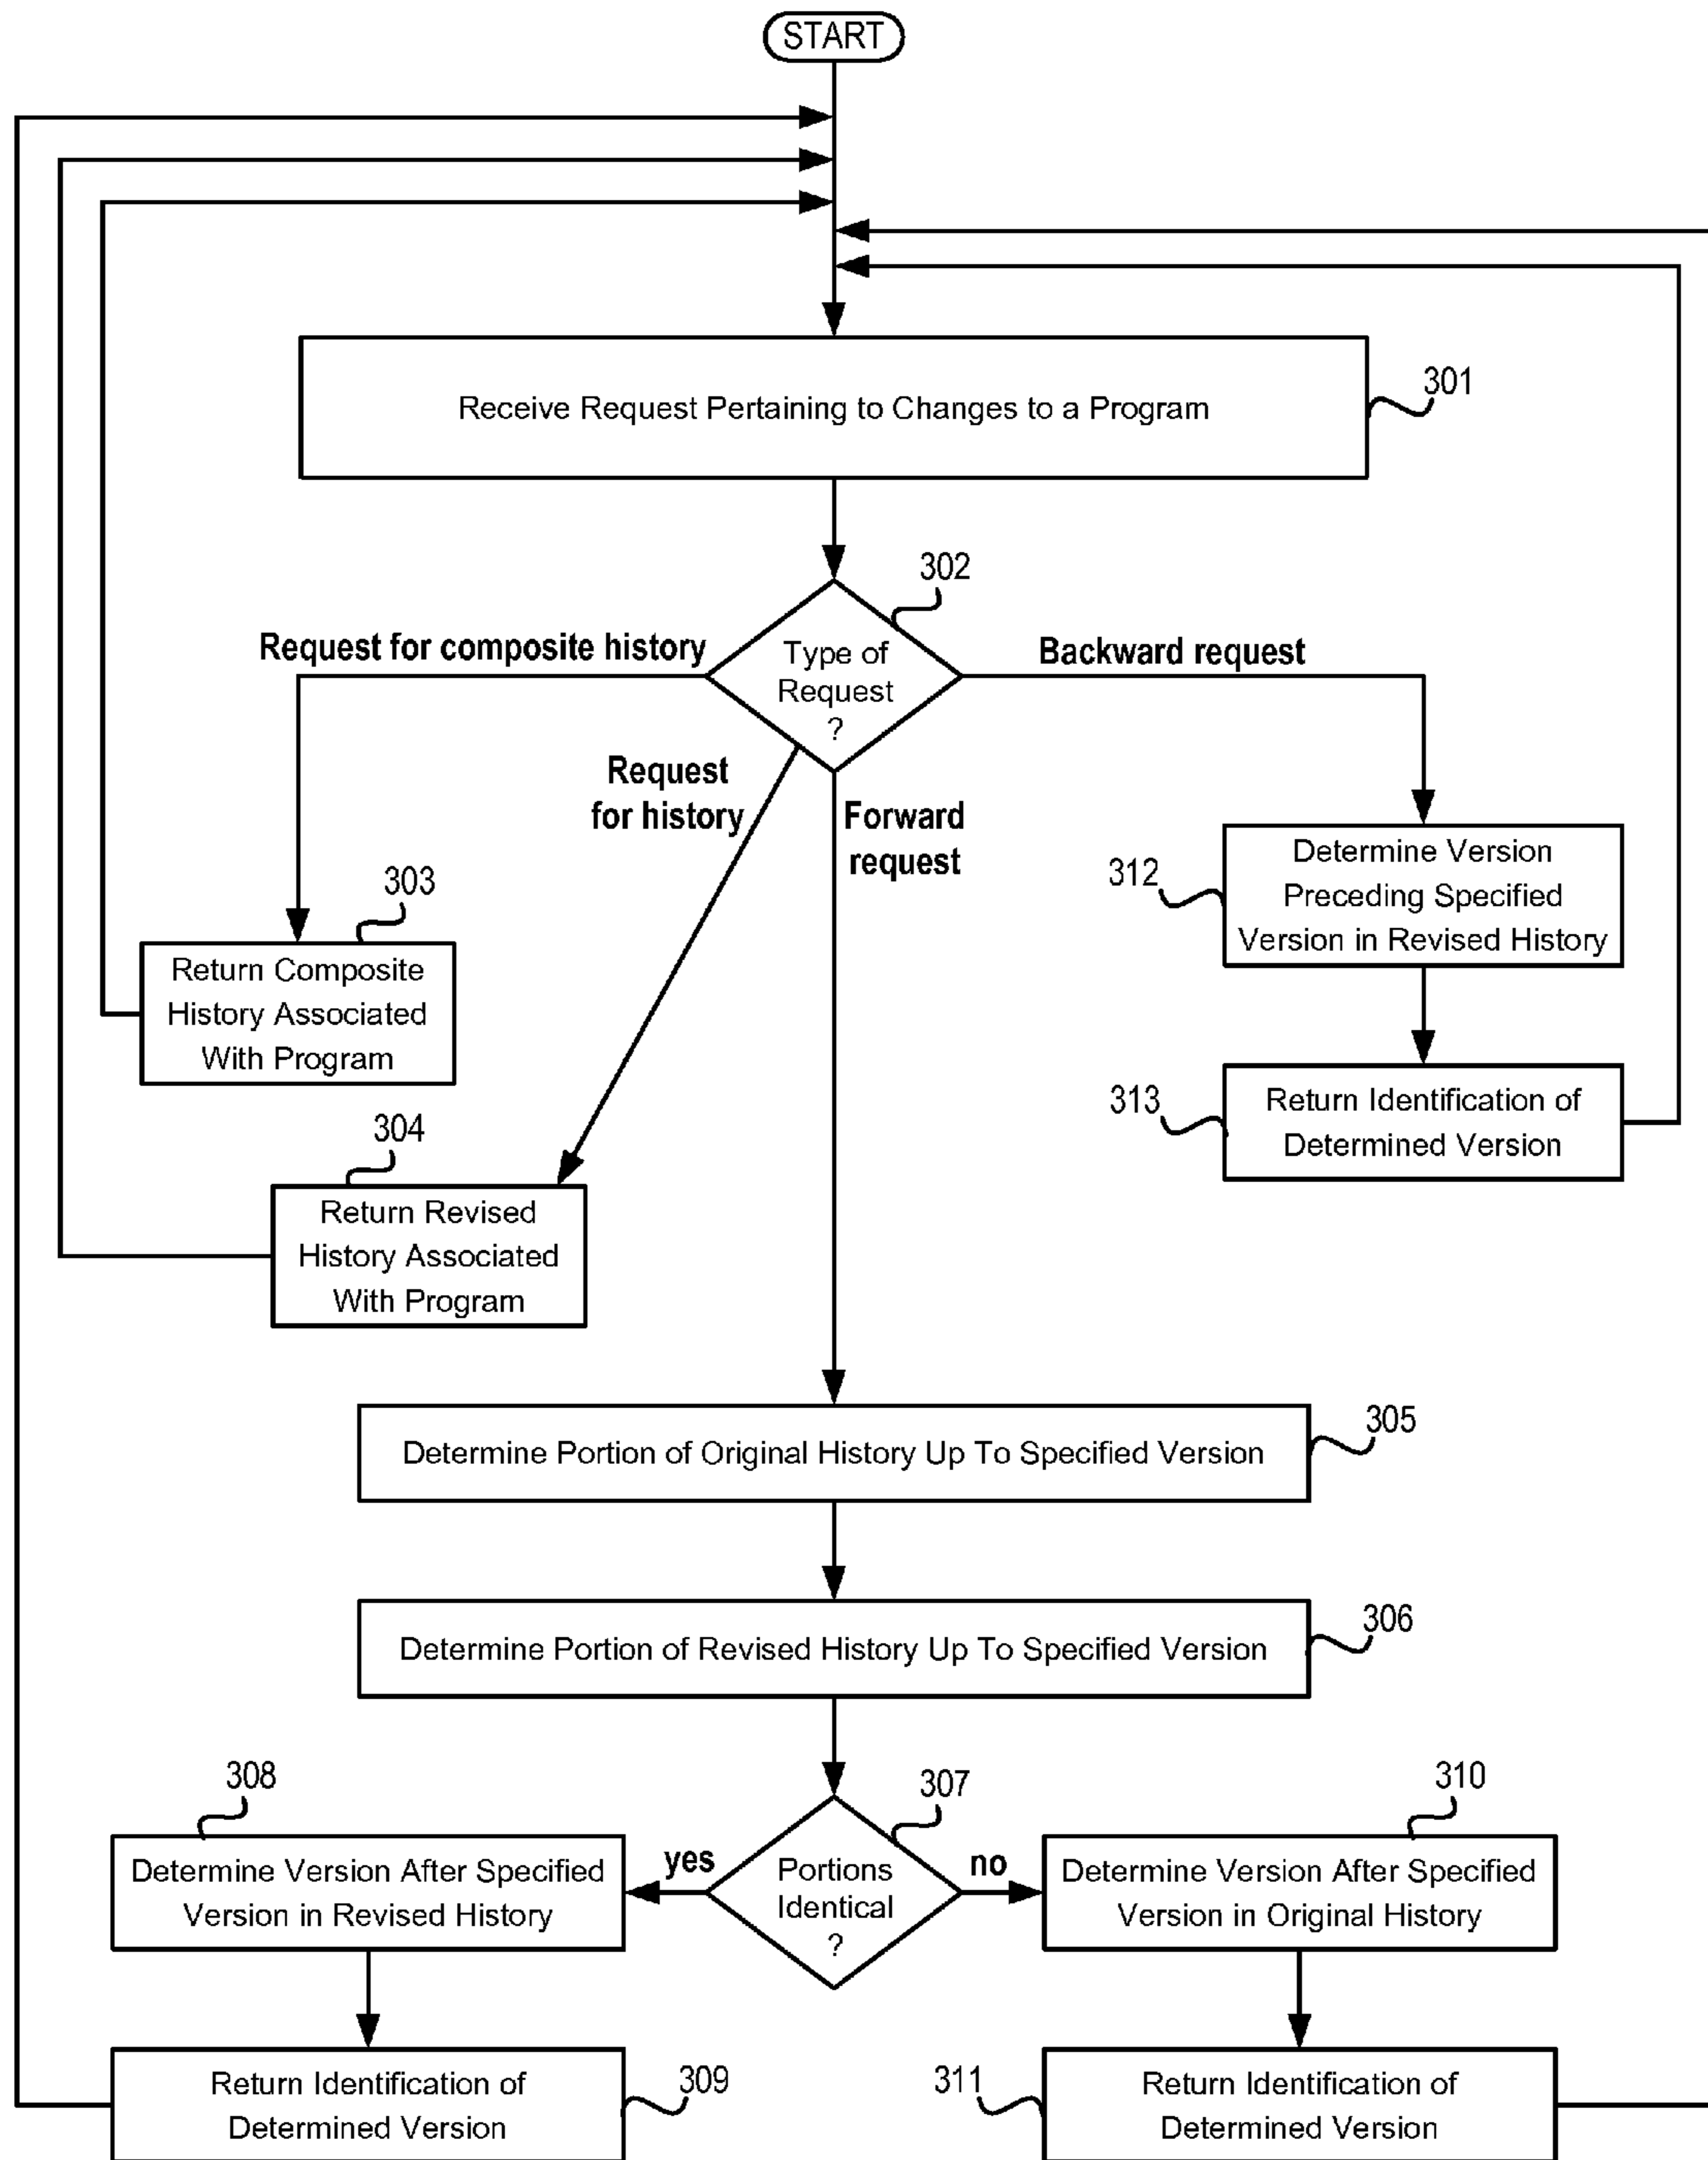 START
Receive Request Pertaining to Changes to a Program
301
302
Type of
Request
?
Request for composite history
Backward request
Request
for history
Forward
request
303
Return Composite
History Associated
With Program
312
Determine Version
Preceding Specified
Version in Revised History
304
Return Revised
History Associated
With Program
313
Return Identification of
Determined Version
305
Determine Portion of Original History Up To Specified Version
306
Determine Portion of Revised History Up To Specified Version
307
Portions
Identical
?
yes
no
308
Determine Version After Specified
Version in Revised History
310
Determine Version After Specified
Version in Original History
309
Return Identification of
Determined Version
311
Return Identification of
Determined Version